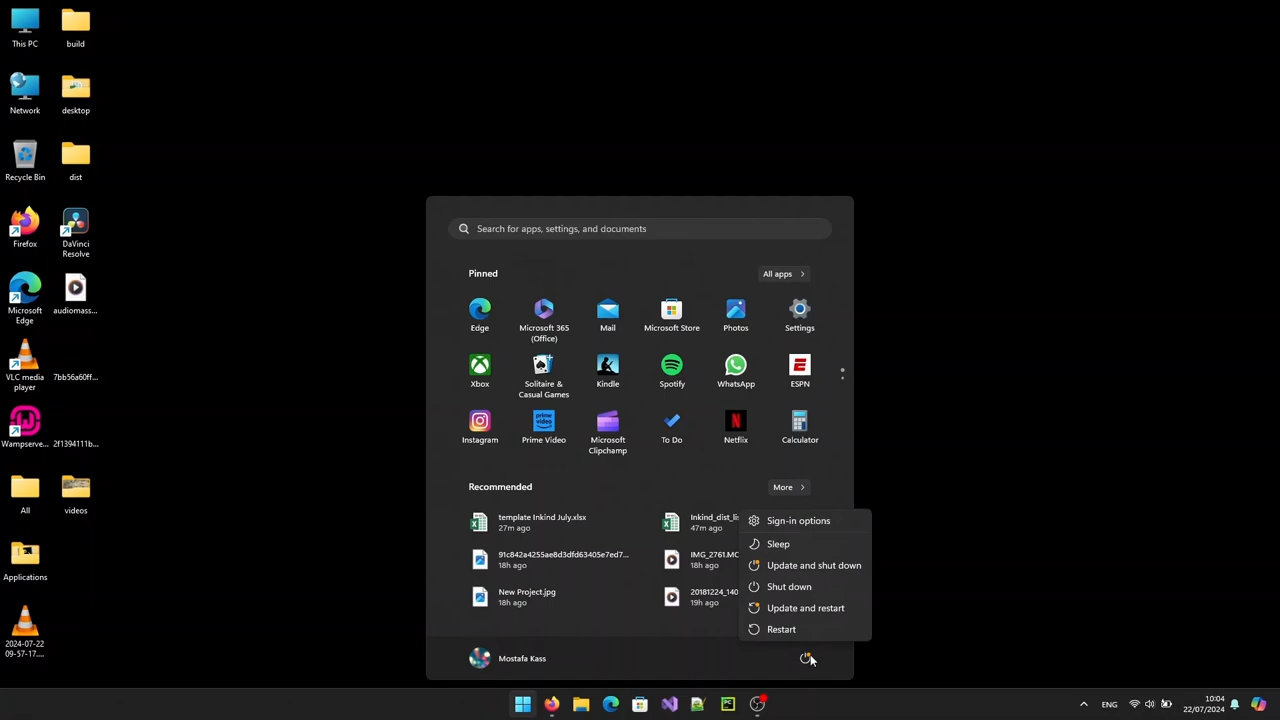 This PC
build
Network
desktop
Recycle Bin
dist
Firefox
DaVinci
Resolve
Microsoft
Edge
audiomass...
VLC media
player
7bb56a60ff...
Wampserve...
2f1394111b...
All
videos
Applications
2024-07-22
09-57-17....
Search for apps, settings, and documents
Pinned
All apps
Edge
Microsoft 365
(Office)
Mail
Microsoft Store
Photos
Settings
Xbox
Solitaire &
Casual Games
Kindle
Spotify
WhatsApp
ESPN
Instagram
prime
video
Prime Video
Microsoft
Clipchamp
To Do
Netflix
Calculator
Recommended
More
template Inkind July.xlsx
27m ago
Inkind_dist_lis
47m ago
91c842a4255ae8d3dfd63405e7ed7...
18h ago
IMG_2761.MO
18h ago
New Project.jpg
18h ago
20181224_140
19h ago
Sign-in options
Sleep
Update and shut down
Shut down
Update and restart
Restart
Mostafa Kass
ENG
10:04
22/07/2024